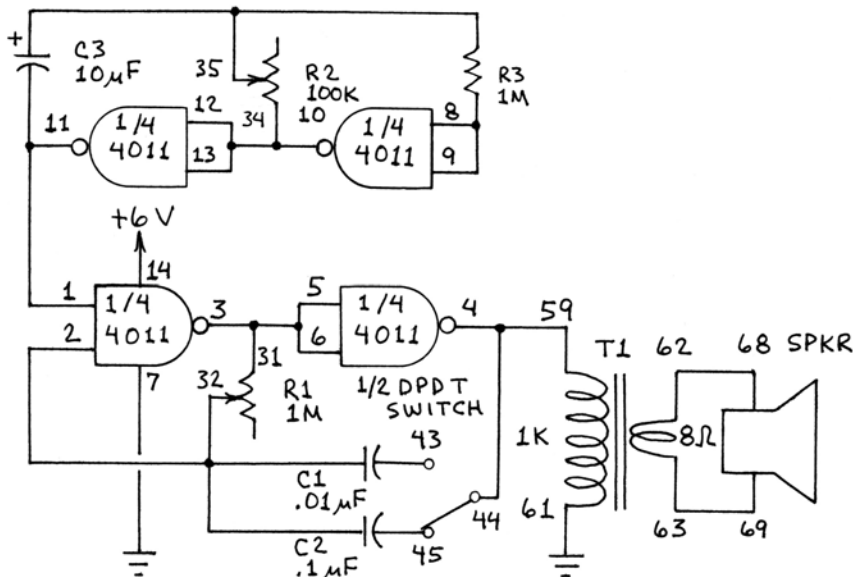 +
C3
10µF
35
R2
100K
R3
1M
11
1/4
4011
12
13
34
10
1/4
4011
8
9
+6 V
14
1
2
1/4
4011
3
7
5
6
1/4
4011
4
59
31
32
R1
1M
1/2 DPDT
SWITCH
43
C1
.01µF
44
C2
.1µF
45
T1
1K
61
62
8Ω
63
68 SPKR
69